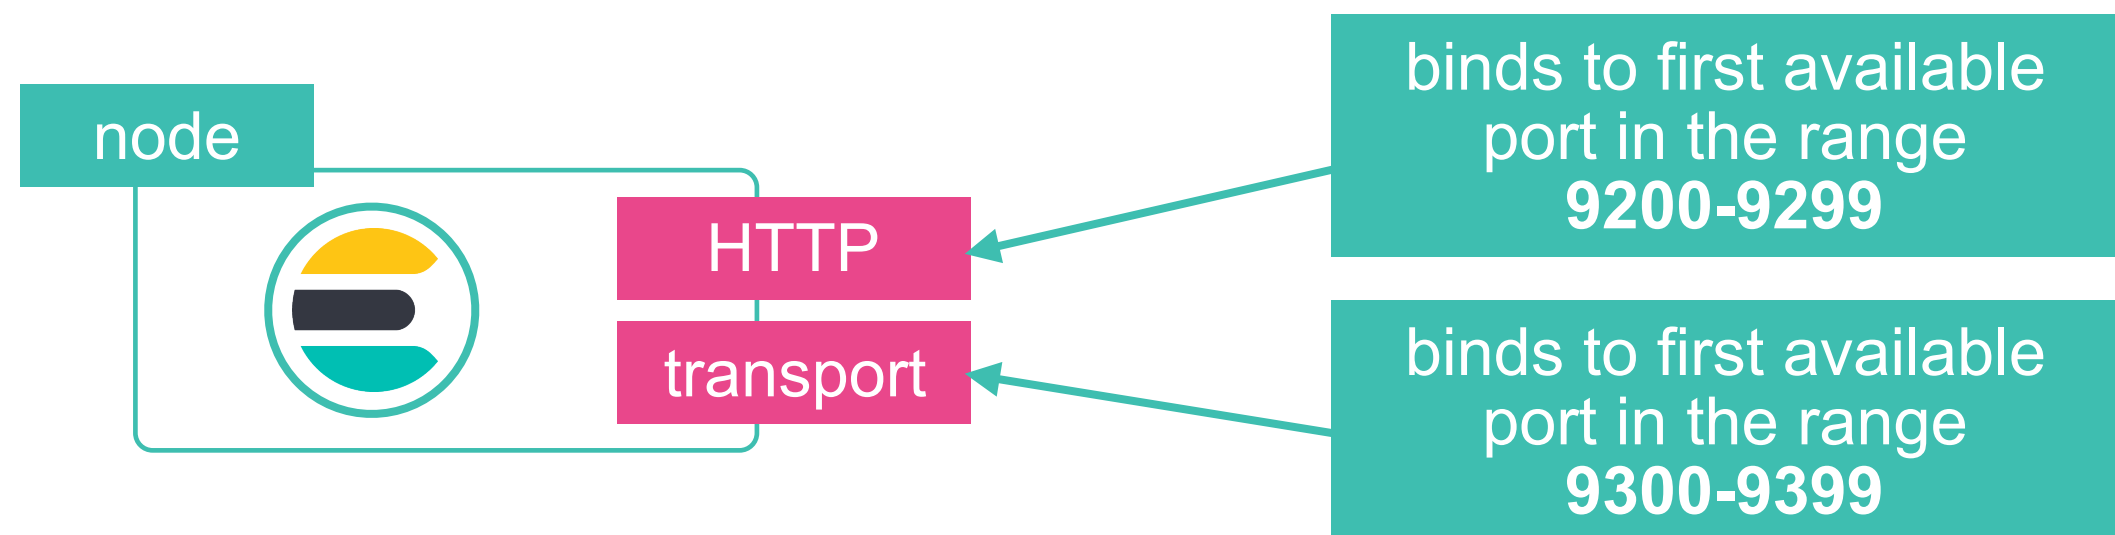 node
HTTP
transport
binds to first available
port in the range
9200-9299
binds to first available
port in the range
9300-9399